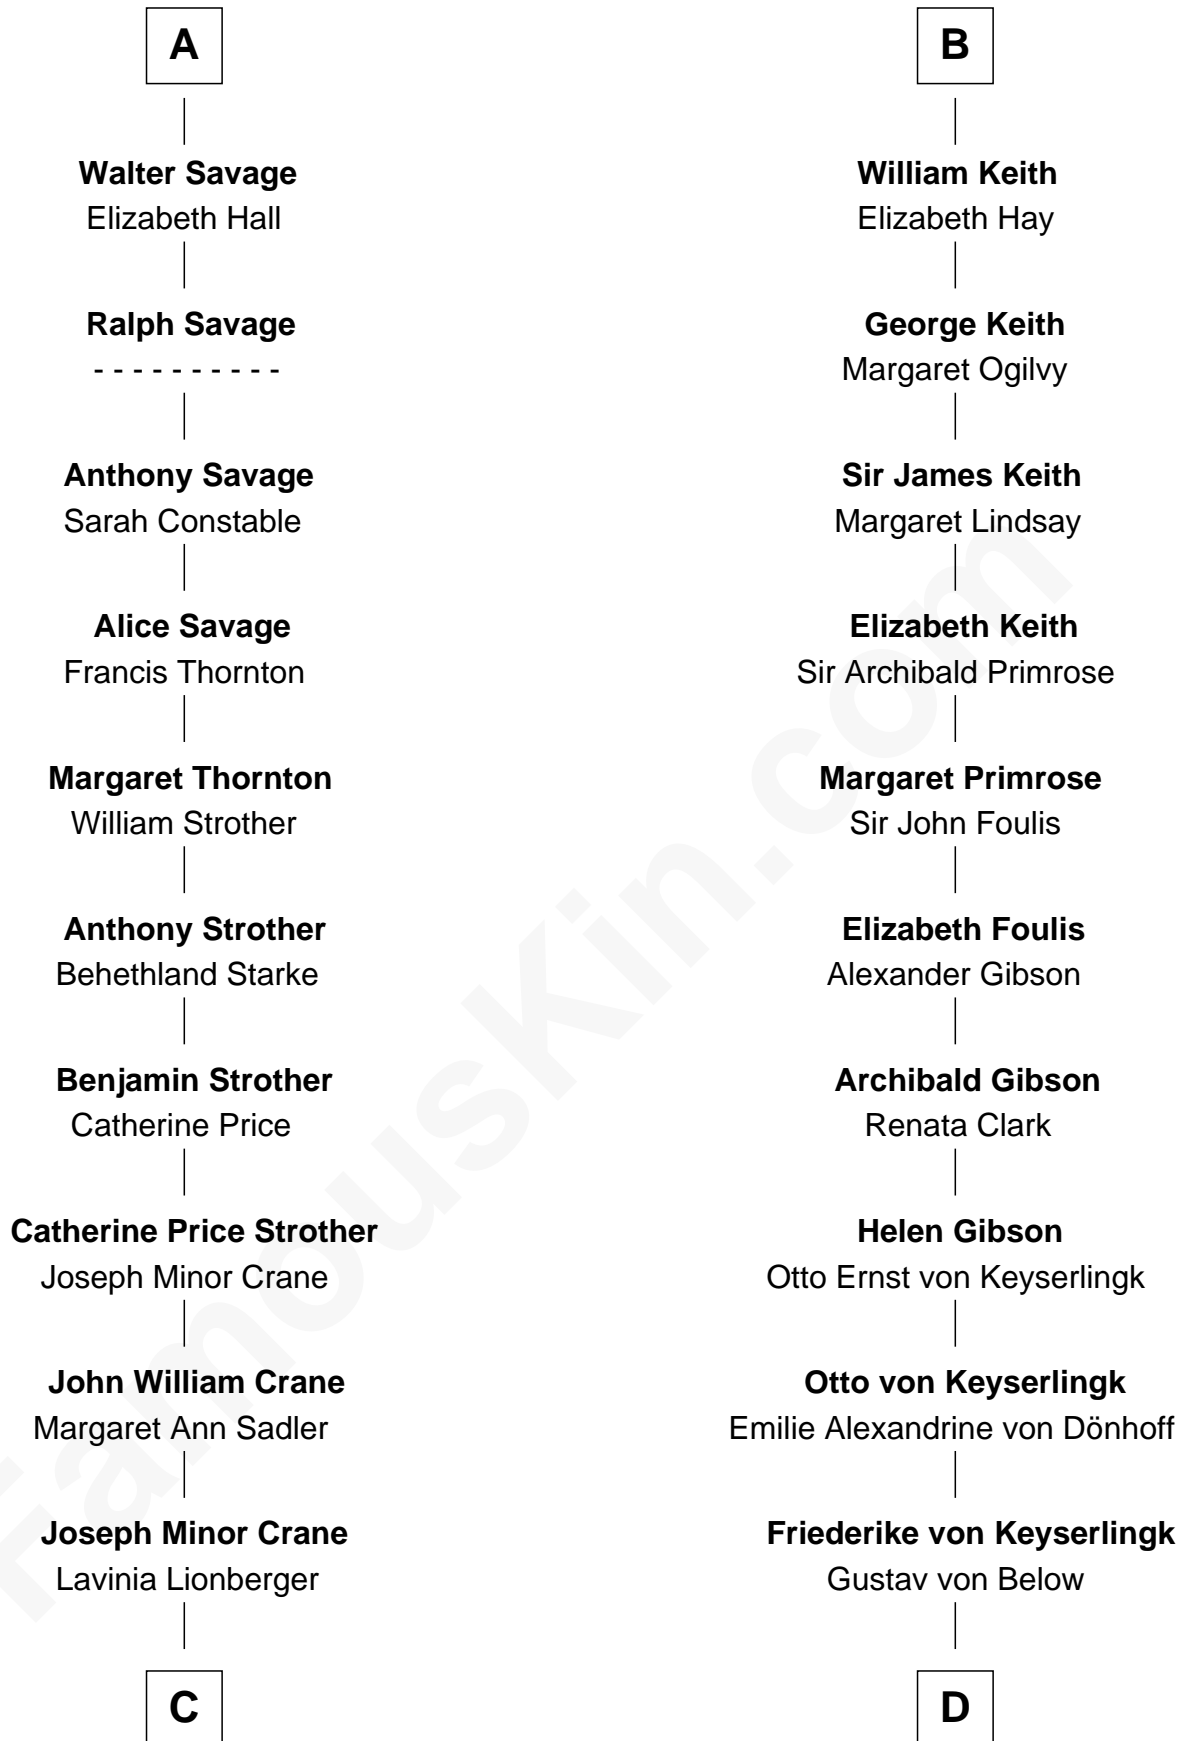 A
Walter Savage
Elizabeth Hall
Ralph Savage
- - - - - - - - - -
Anthony Savage
Sarah Constable
Alice Savage
Francis Thornton
Margaret Thornton
William Strother
Anthony Strother
Behethland Starke
Benjamin Strother
Catherine Price
Catherine Price Strother
Joseph Minor Crane
John William Crane
Margaret Ann Sadler
Joseph Minor Crane
Lavinia Lionberger
C
B
William Keith
Elizabeth Hay
George Keith
Margaret Ogilvy
Sir James Keith
Margaret Lindsay
Elizabeth Keith
Sir Archibald Primrose
Margaret Primrose
Sir John Foulis
Elizabeth Foulis
Alexander Gibson
Archibald Gibson
Renata Clark
Helen Gibson
Otto Ernst von Keyserlingk
Otto von Keyserlingk
Emilie Alexandrine von Dönhoff
Friederike von Keyserlingk
Gustav von Below
D
FamousKin.com